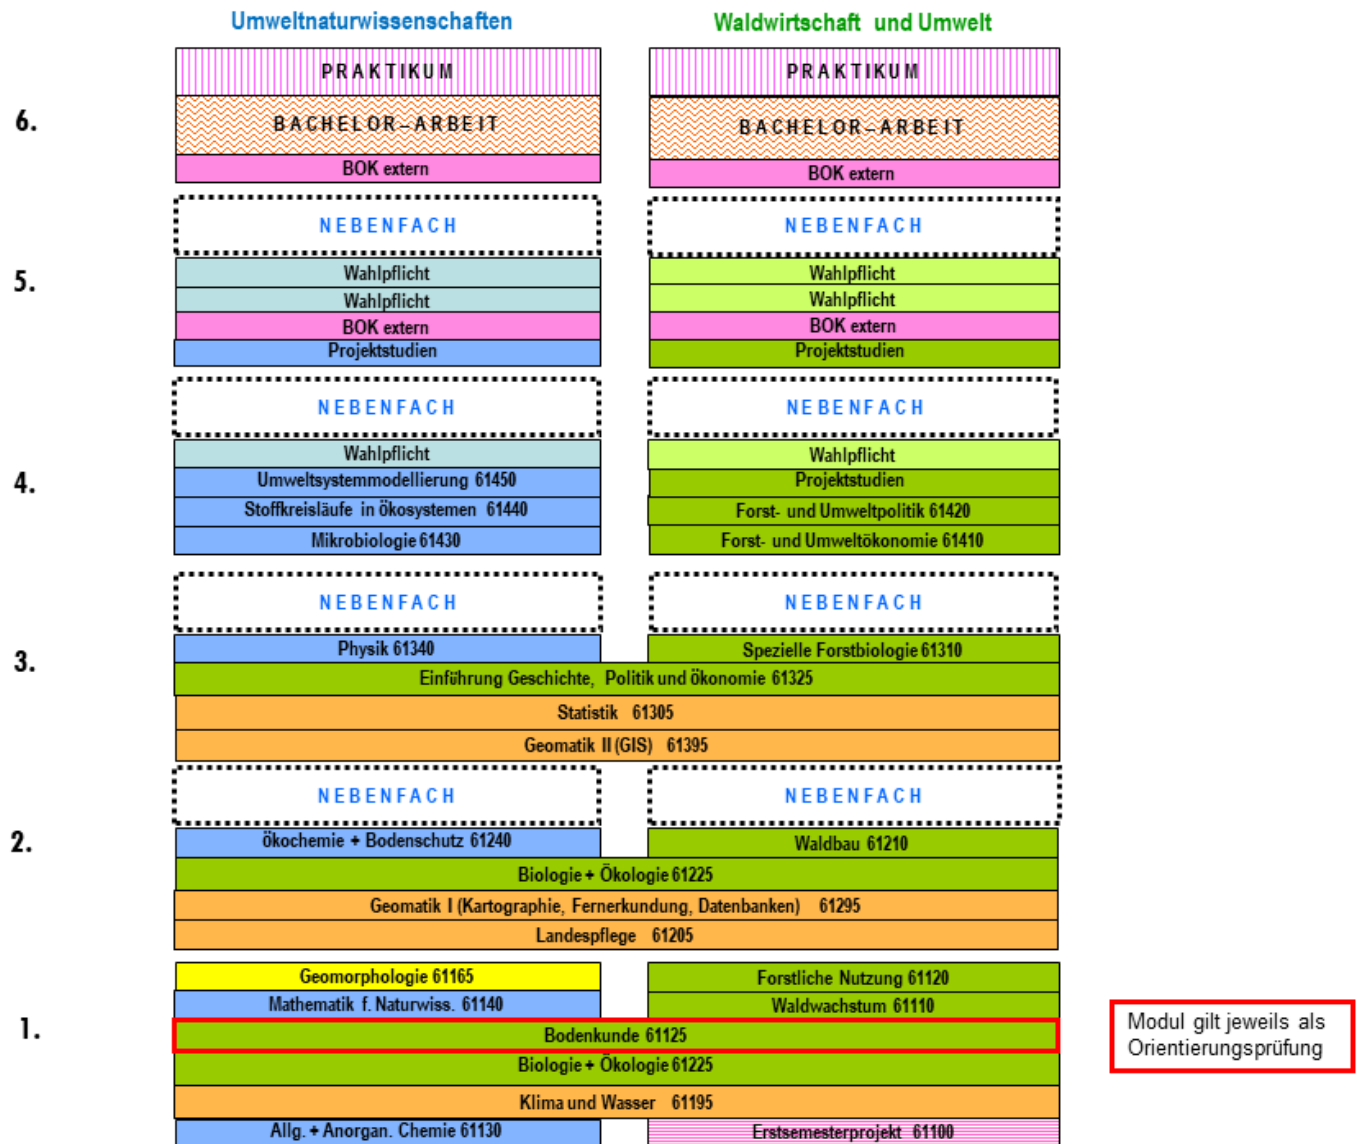 Umweltnaturwissenschaften
Waldwirtschaft und Umwelt
6.
PRAKTIKUM
PRAKTIKUM
BACHELOR–ARBEIT
BACHELOR–ARBEIT
BOK extern
BOK extern
5.
NEBENFACH
NEBENFACH
Wahlpflicht
Wahlpflicht
Wahlpflicht
Wahlpflicht
BOK extern
BOK extern
Projektstudien
Projektstudien
4.
NEBENFACH
NEBENFACH
Wahlpflicht
Wahlpflicht
Umweltsystemmodellierung 61450
Projektstudien
Stoffkreisläufe in ökosystemen 61440
Forst- und Umweltpolitik 61420
Mikrobiologie 61430
Forst- und Umweltökonomie 61410
3.
NEBENFACH
NEBENFACH
Physik 61340
Spezielle Forstbiologie 61310
Einführung Geschichte, Politik und ökonomie 61325
Statistik 61305
Geomatik II (GIS) 61395
2.
NEBENFACH
NEBENFACH
ökochemie + Bodenschutz 61240
Waldbau 61210
Biologie + Ökologie 61225
Geomatik I (Kartographie, Fernerkundung, Datenbanken) 61295
Landespflege 61205
1.
Geomorphologie 61165
Forstliche Nutzung 61120
Mathematik f. Naturwiss. 61140
Waldwachstum 61110
Bodenkunde 61125
Biologie + Ökologie 61225
Klima und Wasser 61195
Allg. + Anorgan. Chemie 61130
Erstsemesterprojekt 61100
Modul gilt jeweils als
Orientierungsprüfung